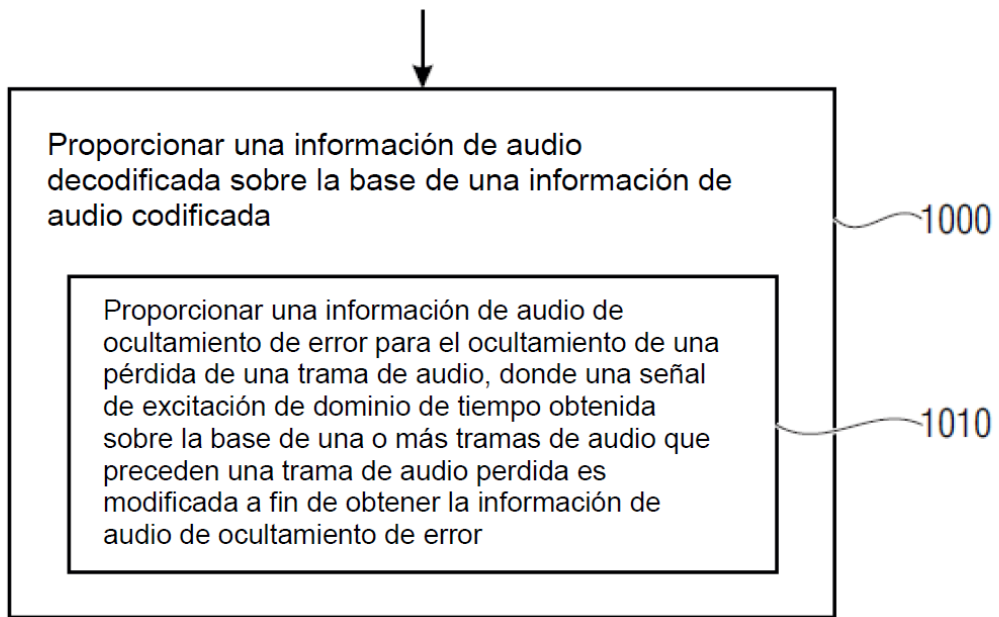 Proporcionar una información de audio
decodificada sobre la base de una información de
audio codificada
1000
Proporcionar una información de audio de
ocultamiento de error para el ocultamiento de una
pérdida de una trama de audio, donde una señal
de excitación de dominio de tiempo obtenida
sobre la base de una o más tramas de audio que
preceden una trama de audio perdida es
modificada a fin de obtener la información de
audio de ocultamiento de error
1010